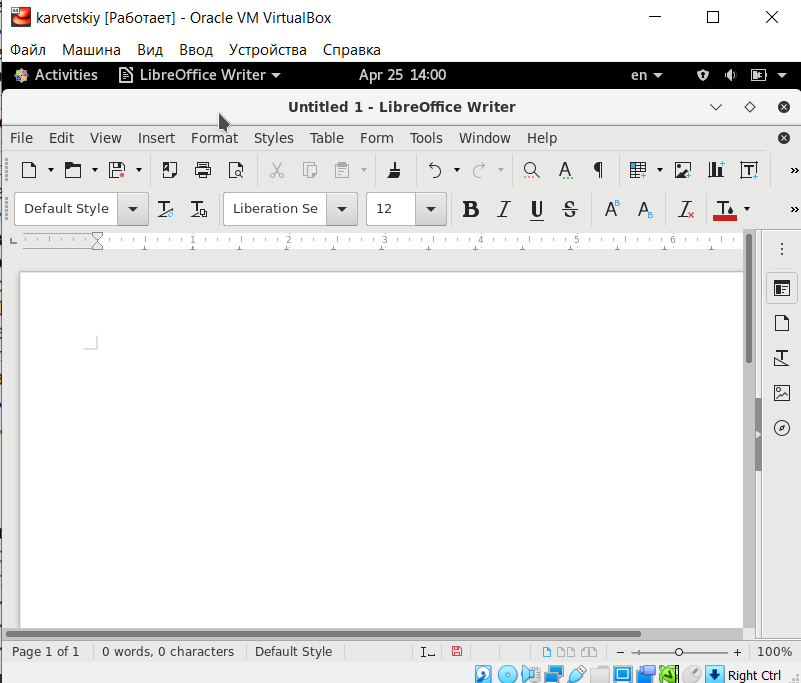 karvetskiy [Работает] - Oracle VM VirtualBox
Файл Машина Вид Ввод Устройства Справка
Activities LibreOffice Writer Apr 25 14:00 en
Untitled 1 - LibreOffice Writer
File Edit View Insert Format Styles Table Form Tools Window Help
Default Style Liberation Se 12
1 2 3 4 5 6
Page 1 of 1 0 words, 0 characters Default Style 100%
Right Ctrl